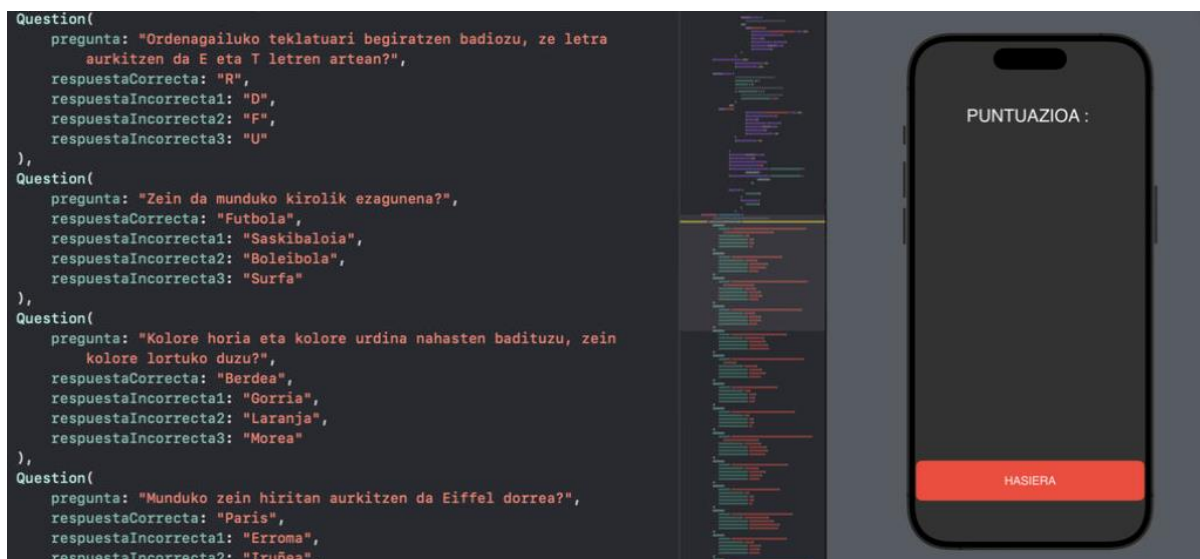 Question(
pregunta: "Ordenagailuko teklatuari begiratzen badiozu, ze letra
aurkitzen da E eta T letren artean?",
respuestaCorrecta: "R",
respuestaIncorrecta1: "D",
respuestaIncorrecta2: "F",
respuestaIncorrecta3: "U"
),
Question(
pregunta: "Zein da munduko kirolik ezagunena?",
respuestaCorrecta: "Futbola",
respuestaIncorrecta1: "Saskibaloia",
respuestaIncorrecta2: "Boleibola",
respuestaIncorrecta3: "Surfa"
),
Question(
pregunta: "Kolore horia eta kolore urdina nahasten badituzu, zein
kolore lortuko duzu?",
respuestaCorrecta: "Berdea",
respuestaIncorrecta1: "Gorria",
respuestaIncorrecta2: "Laranja",
respuestaIncorrecta3: "Morea"
),
Question(
pregunta: "Munduko zein hiritan aurkitzen da Eiffel dorrea?",
respuestaCorrecta: "Paris",
respuestaIncorrecta1: "Erroma",
respuestaIncorrecta2: "Iruñea"
PUNTUAZIOA :
HASIERA